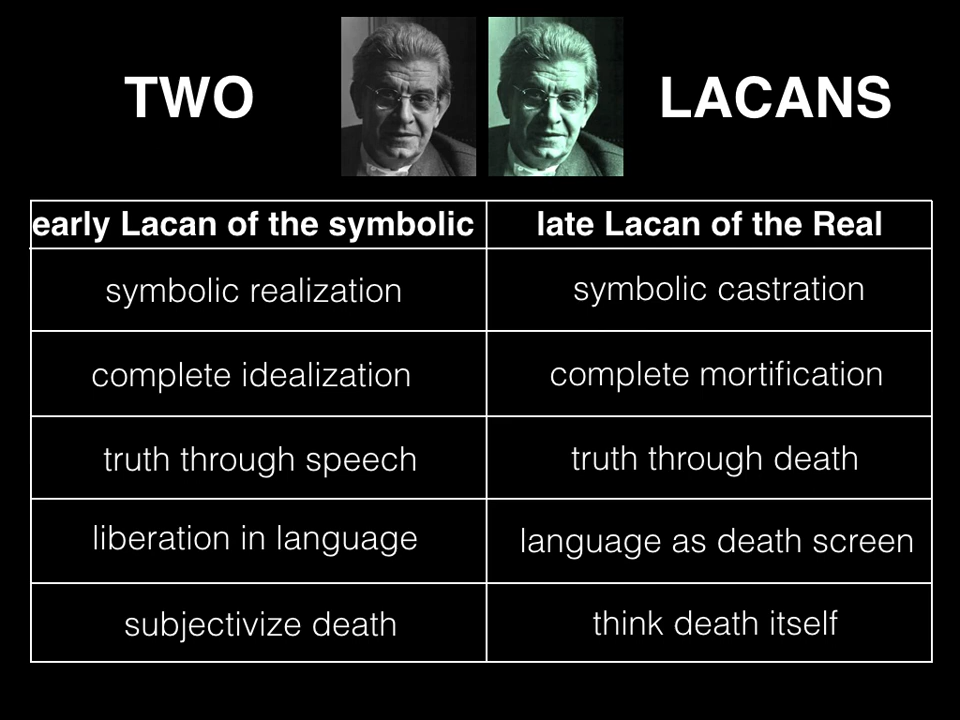 TWO LACANS
early Lacan of the symbolic late Lacan of the Real
symbolic realization symbolic castration
complete idealization complete mortification
truth through speech truth through death
liberation in language language as death screen
subjectivize death think death itself